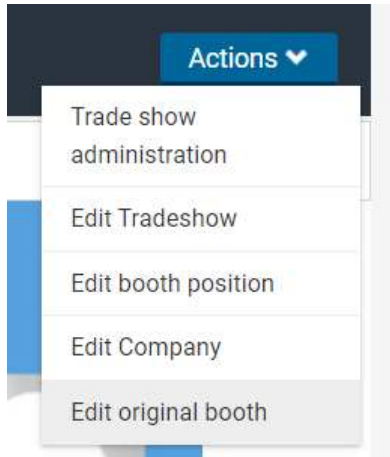 Actions
Trade show
administration
Edit Tradeshow
Edit booth position
Edit Company
Edit original booth